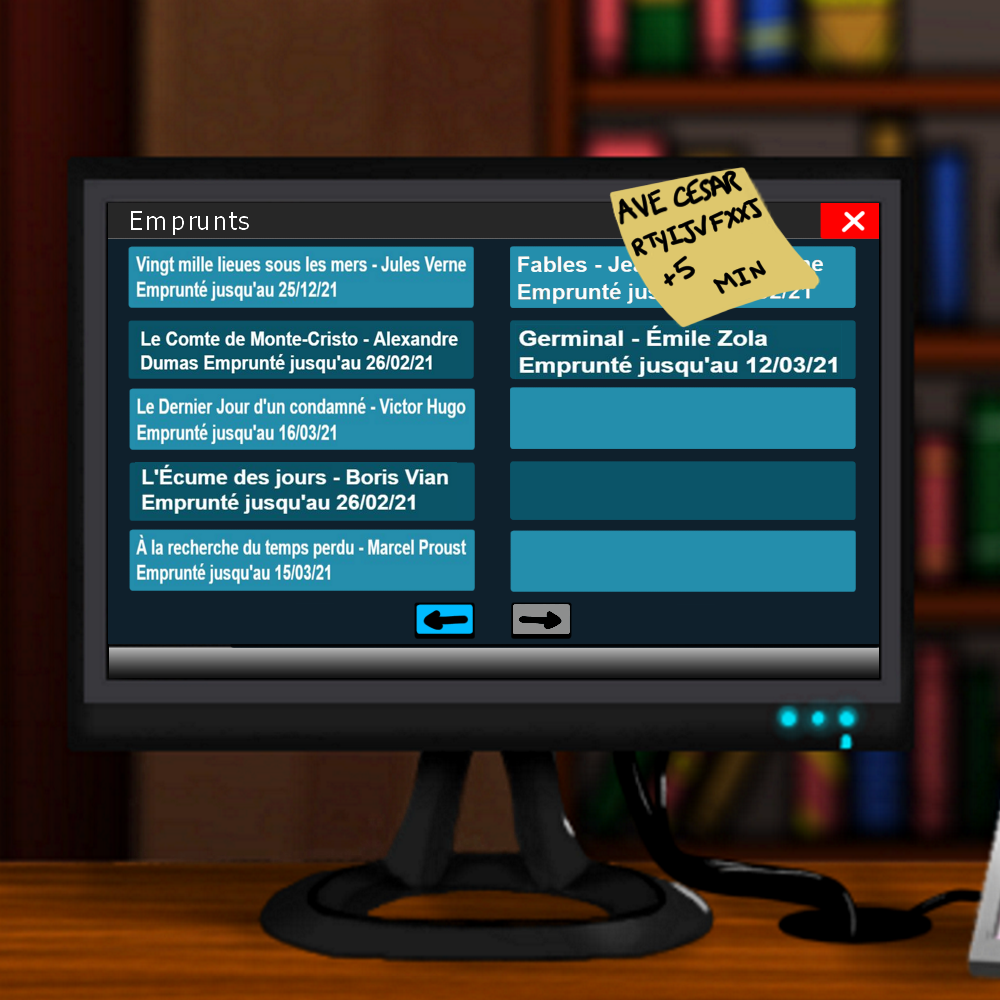 Emprunts
AVE CESAR
RTYIJVFXXJ
+5 MIN
Vingt mille lieues sous les mers - Jules Verne
Emprunté jusqu'au 25/12/21
Le Comte de Monte-Cristo - Alexandre
Dumas Emprunté jusqu'au 26/02/21
Le Dernier Jour d'un condamné - Victor Hugo
Emprunté jusqu'au 16/03/21
L'Écume des jours - Boris Vian
Emprunté jusqu'au 26/02/21
À la recherche du temps perdu - Marcel Proust
Emprunté jusqu'au 15/03/21
Fables -
Emprunté
Germinal - Émile Zola
Emprunté jusqu'au 12/03/21